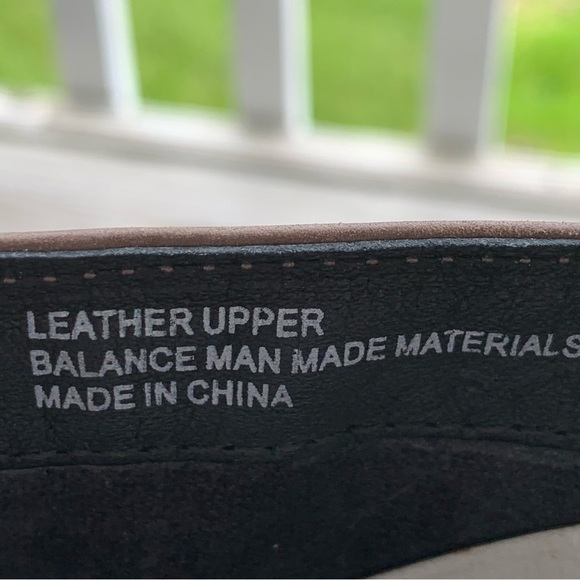 LEATHER UPPER
BALANCE MAN MADE MATERIALS
MADE IN CHINA